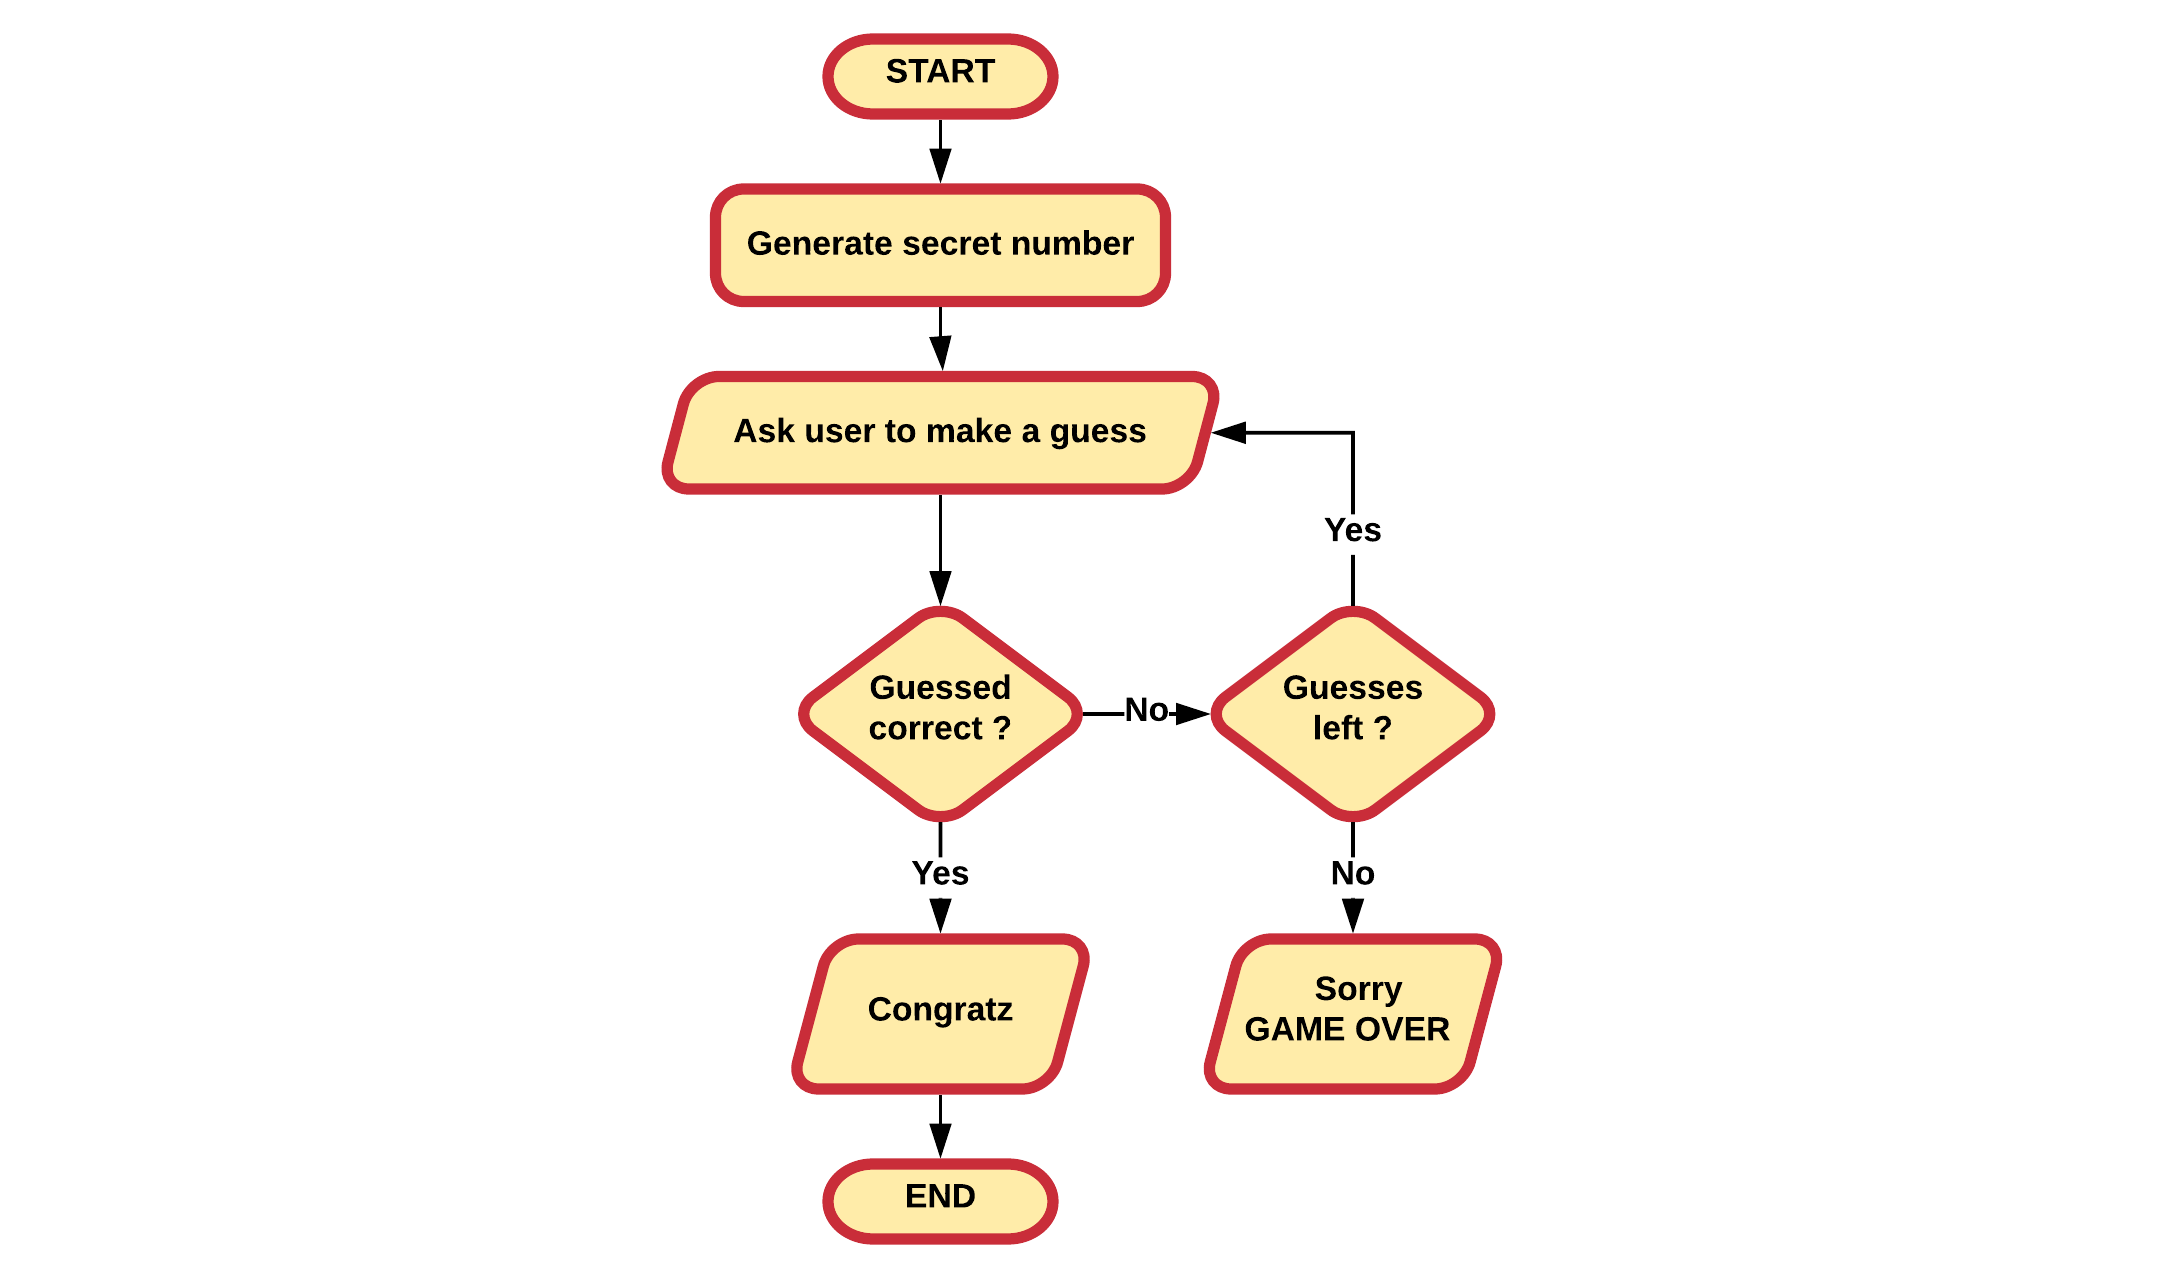 START
Generate secret number
Ask user to make a guess
Yes
Guessed
correct ?
No
Guesses
left ?
Yes
No
Congratz
Sorry
GAME OVER
END